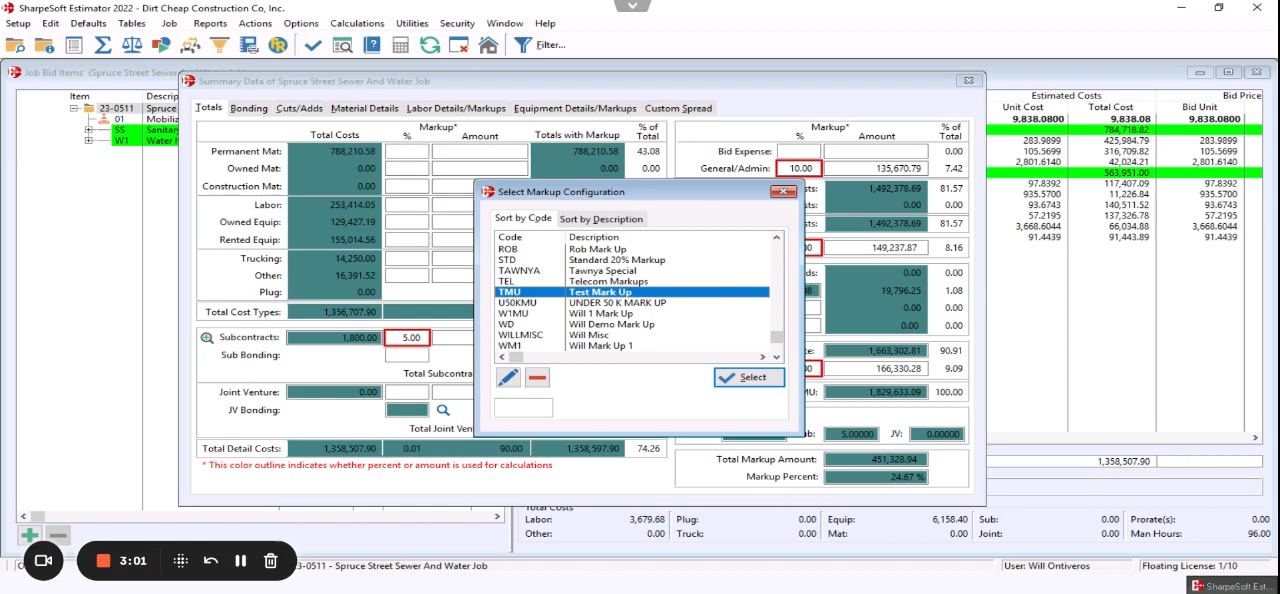 SharpeSoft Estimator 2022 - Dirt Cheap Construction Co, Inc.
Setup Edit Defaults Tables Job Reports Actions Options Calculations Utilities Security Window Help
Filter...
Job Bid Items (Spruce Street Sewer
Summary Data of Spruce Street Sewer And Water Job
Item Descrip
23-0511 Spruce
01 Mobiliz
SS Sanitar
W1 Water
Totals Bonding Cuts/Adds Material Details Labor Details/Markups Equipment Details/Markups Custom Spread
Total Costs Markup* % Amount Totals with Markup % of Total
Permanent Mat: 788,210.58 788,210.58 43.08
Owned Mat: 0.00 0.00 0.00
Construction Mat: 0.00
Labor: 253,414.05
Owned Equip: 129,427.19
Rented Equip: 155,014.56
Trucking: 14,250.00
Other: 16,391.52
Plug: 0.00
Total Cost Types: 1,356,707.90
Subcontracts: 1,800.00 5.00
Sub Bonding:
Total Subcontra
Joint Venture: 0.00
JV Bonding:
Total Joint Ven
Total Detail Costs: 1,358,507.90 0.01 90.00 1,358,597.90 74.26
* This color outline indicates whether percent or amount is used for calculations
Markup* % Amount % of Total
Bid Expense: 0.00
General/Admin: 10.00 135,670.79 7.42
sts: 1,492,378.69 81.57
0.00 0.00
sts: 1,492,378.69 81.57
00 149,237.87 8.16
ds: 0.00 0.00
08 19,796.25 1.08
0.00 0.00
0.00 0.00
te: 1,663,302.81 90.91
00 166,330.28 9.09
MU: 1,829,633.09 100.00
ub: 5.00000 JV: 0.00000
Total Markup Amount: 451,328.94
Markup Percent: 24.67 %
Select Markup Configuration
Sort by Code Sort by Description
Code Description
ROB Rob Mark Up
STD Standard 20% Markup
TAWNYA Tawnya Special
TEL Telecom Markups
TMU Test Mark Up
U50KMU UNDER 50 K MARK UP
W1MU Will 1 Mark Up
WD Will Demo Mark Up
WILLMISC Will Misc
WM1 Will Mark Up 1
Select
Estimated Costs Bid Price
Unit Cost Total Cost Bid Unit
9,838.0800 9,838.08 9,838.0800
784,718.82
283.9899 425,984.79 283.9899
105.5696 316,709.82 105.5696
2,801.6140 42,024.21 2,801.6140
563,951.00
97.8392 117,407.09 97.8392
935.5700 11,226.84 935.5700
93.6743 140,511.52 93.6743
57.2195 137,326.78 57.2195
3,668.6044 66,034.88 3,668.6044
91.4439 91,443.89 91.4439
1,358,507.90
Total Costs
Labor: 3,679.68 Plug: 0.00 Equip: 6,158.40 Sub: 0.00 Prorate(s): 0.00
Other: 0.00 Truck: 0.00 Mat: 0.00 Joint: 0.00 Man Hours: 96.00
3:01
23-0511 - Spruce Street Sewer And Water Job
User: Will Ontiveros Floating License: 1/10
SharpeSoft Est...